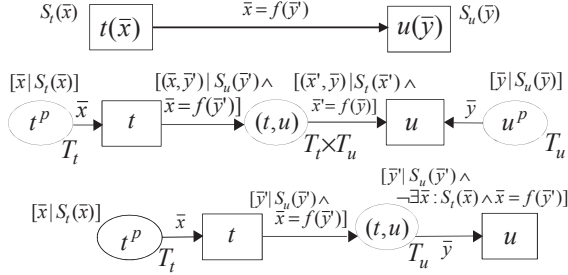 S_t(x̄) x̄ = f(ȳ') S_u(ȳ)
t(x̄) u(ȳ)
[x̄ | S_t(x̄)] [(x̄, ȳ') | S_u(ȳ') ∧ [(x̄', ȳ) | S_t(x̄') ∧ [ȳ | S_u(ȳ)]
x̄ x̄ = f(ȳ')] x̄' = f(ȳ)] ȳ
t^p t (t,u) u u^p
T_t T_t×T_u T_u
[ȳ' | S_u(ȳ') ∧
[x̄ | S_t(x̄)] [ȳ' | S_u(ȳ') ∧ ¬∃x̄ : S_t(x̄) ∧ x̄ = f(ȳ')]
x̄ x̄ = f(ȳ')]
t^p t (t,u) u
T_t T_u ȳ